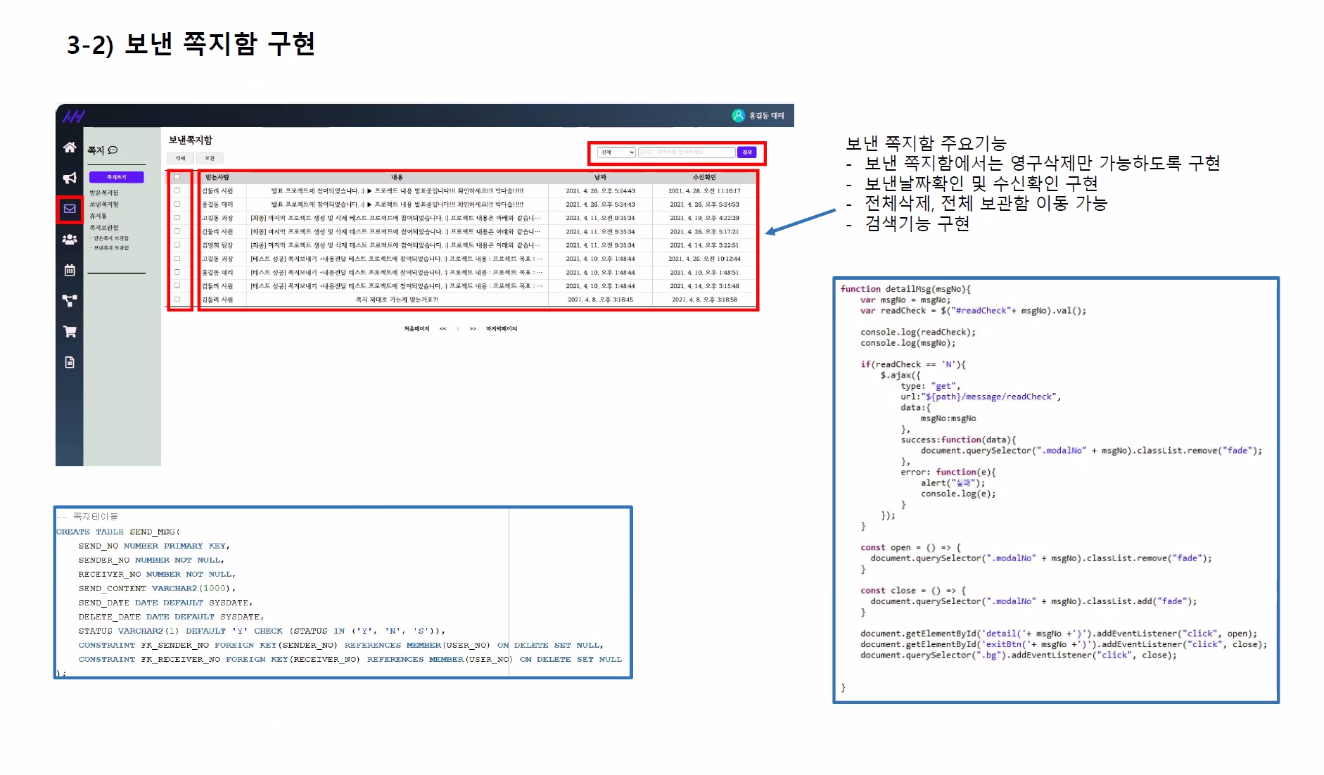 3-2) 보낸 쪽지함 구현
홍길동 대리
쪽지
보낸쪽지함
쪽지쓰기
삭제 보관
전체
검색
받은쪽지함
보낸쪽지함
휴지통
쪽지보관함
- 받은쪽지 보관함
- 보낸쪽지 보관함
받는사람 내용 날짜 수신확인
김둘리 사원 발표 프로젝트에 참여되었습니다. :) ▶ 프로젝트 내용 발표중입니다!!! 확인하세요!!! 박다슬!!!!! 2021. 4. 26. 오후 5:24:43 2021. 4. 28. 오전 11:16:17
홍길동 대리 발표 프로젝트에 참여되었습니다. :) ▶ 프로젝트 내용 발표중입니다!!! 확인하세요!!! 박다슬!!!!! 2021. 4. 26. 오후 5:24:43 2021. 4. 26. 오후 5:24:53
고길동 과장 [최종] 마지막 프로젝트 생성 및 삭제 테스트 프로젝트에 참여되었습니다. :) 프로젝트 내용은 아래와 같습니… 2021. 4. 11. 오전 9:35:34 2021. 4. 19. 오후 4:22:29
김둘리 사원 [최종] 마지막 프로젝트 생성 및 삭제 테스트 프로젝트에 참여되었습니다. :) 프로젝트 내용은 아래와 같습니… 2021. 4. 11. 오전 9:35:34 2021. 4. 26. 오후 5:17:21
김명희 팀장 [최종] 마지막 프로젝트 생성 및 삭제 테스트 프로젝트에 참여되었습니다. :) 프로젝트 내용은 아래와 같습니… 2021. 4. 11. 오전 9:35:34 2021. 4. 14. 오후 3:22:51
고길동 과장 [테스트 성공] 쪽지보내기 +내용전달 테스트 프로젝트에 참여되었습니다. :) 프로젝트 내용 : 프로젝트 목표 : … 2021. 4. 10. 오후 1:48:44 2021. 4. 26. 오전 10:12:44
홍길동 대리 [테스트 성공] 쪽지보내기 +내용전달 테스트 프로젝트에 참여되었습니다. :) 프로젝트 내용 : 프로젝트 목표 : … 2021. 4. 10. 오후 1:48:44 2021. 4. 10. 오후 1:48:51
김둘리 사원 [테스트 성공] 쪽지보내기 +내용전달 테스트 프로젝트에 참여되었습니다. :) 프로젝트 내용 : 프로젝트 목표 : … 2021. 4. 10. 오후 1:48:44 2021. 4. 14. 오후 3:15:48
김둘리 사원 쪽지 제대로 가는게 맞는거죠?! 2021. 4. 8. 오후 3:18:45 2021. 4. 8. 오후 3:18:58
처음페이지 << 1 >> 마지막페이지
보낸 쪽지함 주요기능
- 보낸 쪽지함에서는 영구삭제만 가능하도록 구현
- 보낸날짜확인 및 수신확인 구현
- 전체삭제, 전체 보관함 이동 가능
- 검색기능 구현
function detailMsg(msgNo){
var msgNo = msgNo;
var readCheck = $("#readCheck"+ msgNo).val();
console.log(readCheck);
console.log(msgNo);
if(readCheck == 'N'){
$.ajax({
type: "get",
url:"${path}/message/readCheck",
data:{
msgNo:msgNo
},
success:function(data){
document.querySelector(".modalNo" + msgNo).classList.remove("fade");
},
error: function(e){
alert("실패");
console.log(e);
}
});
}
const open = () => {
document.querySelector(".modalNo" + msgNo).classList.remove("fade");
}
const close = () => {
document.querySelector(".modalNo" + msgNo).classList.add("fade");
}
document.getElementById('detail('+ msgNo +')').addEventListener("click", open);
document.getElementById('exitBtn('+ msgNo +')').addEventListener("click", close);
document.querySelector(".bg").addEventListener("click", close);
}
-- 쪽지테이블
CREATE TABLE SEND_MSG(
SEND_NO NUMBER PRIMARY KEY,
SENDER_NO NUMBER NOT NULL,
RECEIVER_NO NUMBER NOT NULL,
SEND_CONTENT VARCHAR2(1000),
SEND_DATE DATE DEFAULT SYSDATE,
DELETE_DATE DATE DEFAULT SYSDATE,
STATUS VARCHAR2(1) DEFAULT 'Y' CHECK (STATUS IN ('Y', 'N', 'S')),
CONSTRAINT FK_SENDER_NO FOREIGN KEY(SENDER_NO) REFERENCES MEMBER(USER_NO) ON DELETE SET NULL,
CONSTRAINT FK_RECEIVER_NO FOREIGN KEY(RECEIVER_NO) REFERENCES MEMBER(USER_NO) ON DELETE SET NULL
);